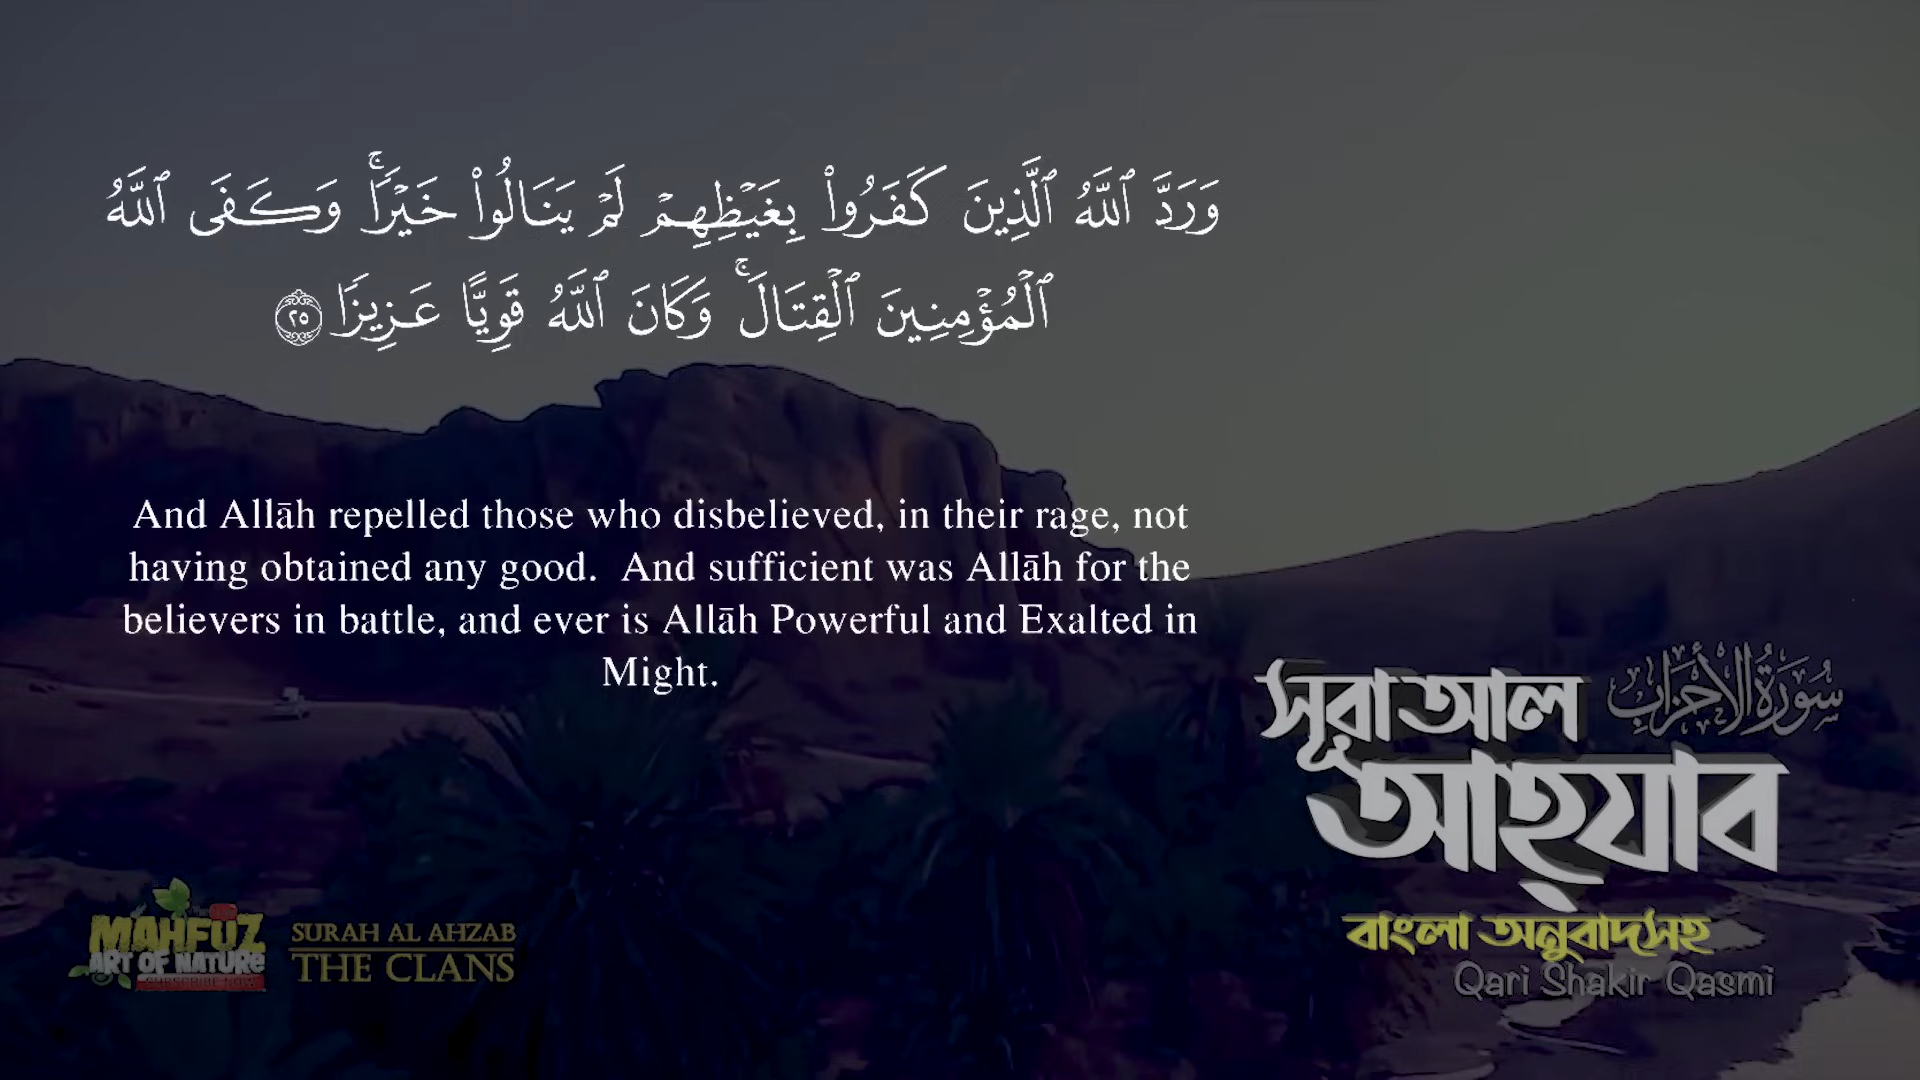 وَرَدَّ ٱللَّهُ ٱلَّذِينَ كَفَرُوا۟ بِغَيْظِهِمْ لَمْ يَنَالُوا۟ خَيْرًا ۚ وَكَفَى ٱللَّهُ
ٱلْمُؤْمِنِينَ ٱلْقِتَالَ ۚ وَكَانَ ٱللَّهُ قَوِيًّا عَزِيزًا ٢٥
And Allāh repelled those who disbelieved, in their rage, not
having obtained any good.  And sufficient was Allāh for the
believers in battle, and ever is Allāh Powerful and Exalted in
Might.
সূরা আল
سورة الأحزاب
আহ্যাব
বাংলা অনুবাদসহ
Qari Shakir Qasmi
MAHFUZ
ART OF NATURE
SURAH AL AHZAB
THE CLANS